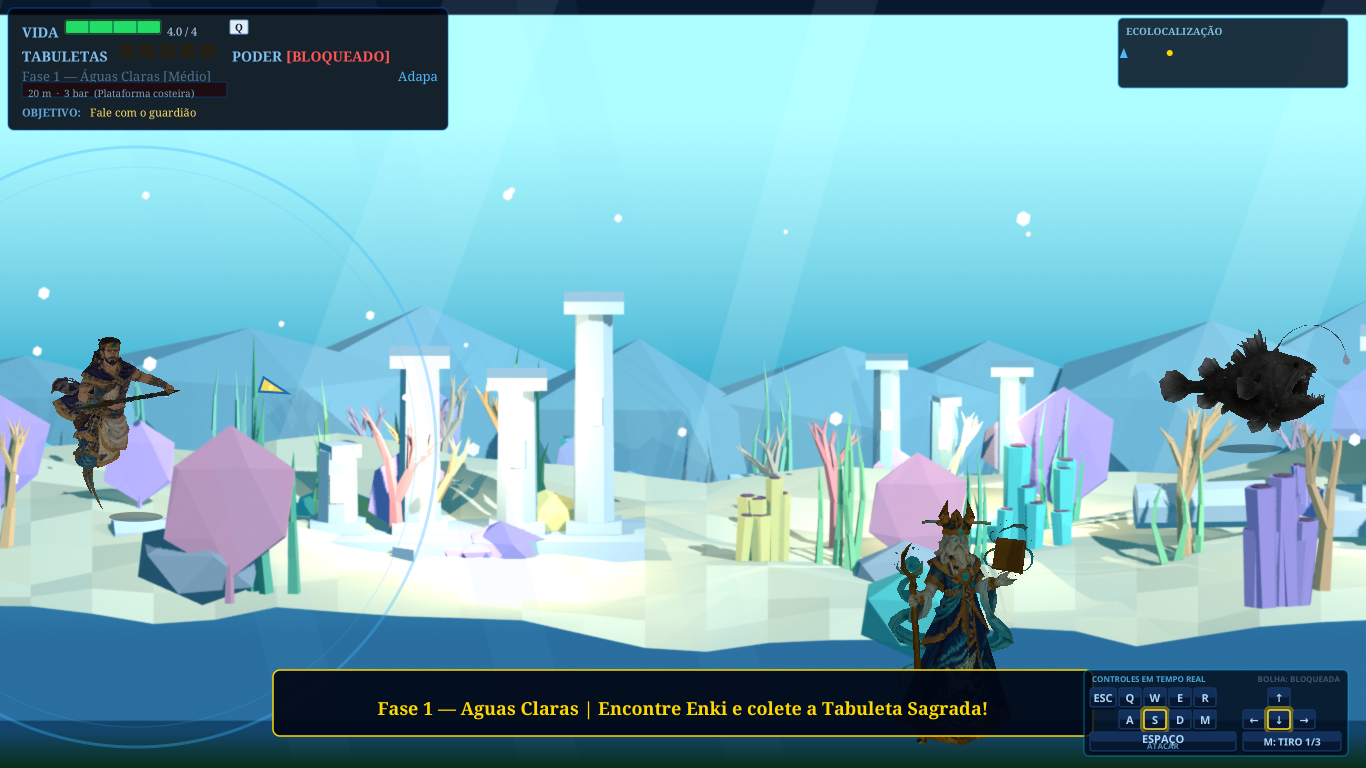 VIDA 4.0 / 4 Q
TABULETAS PODER [BLOQUEADO]
Fase 1 — Águas Claras [Médio] Adapa
20 m · 3 bar (Plataforma costeira)
OBJETIVO: Fale com o guardião
ECOLOCALIZAÇÃO
Fase 1 — Aguas Claras | Encontre Enki e colete a Tabuleta Sagrada!
CONTROLES EM TEMPO REAL BOLHA: BLOQUEADA
ESC Q W E R ↑
A S D M ← ↓ →
ESPAÇO
ATACAR
M: TIRO 1/3